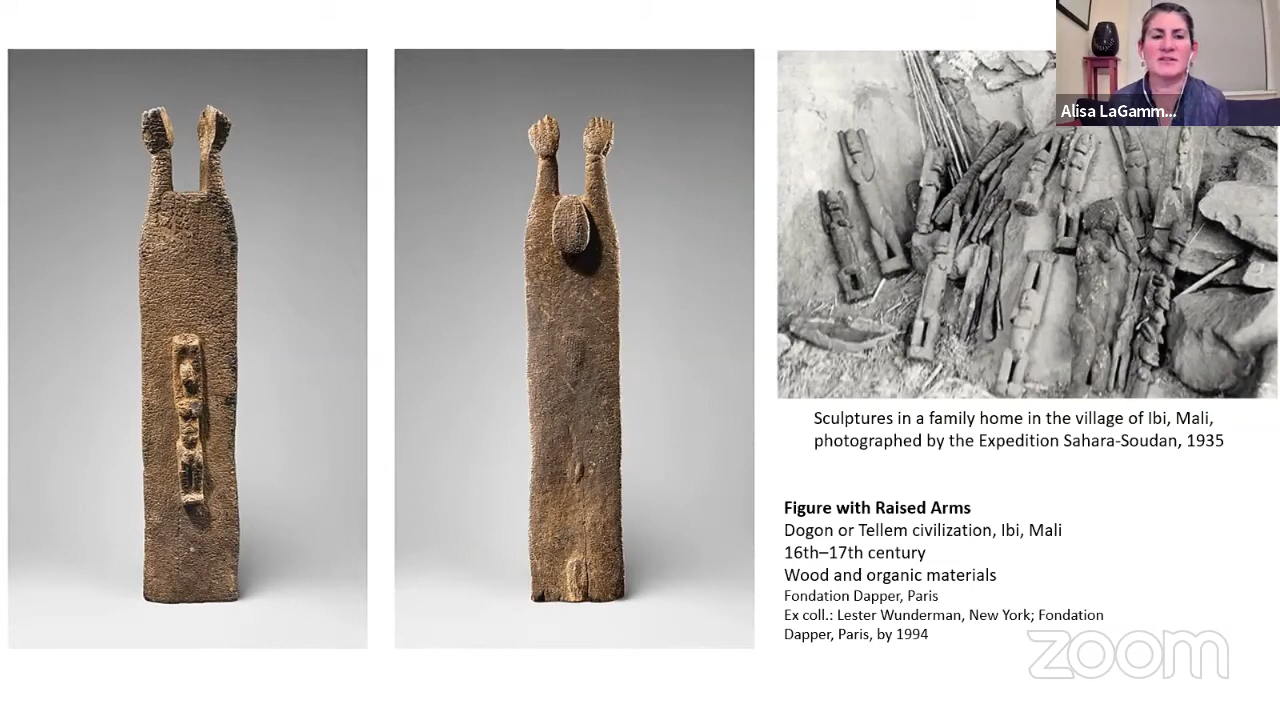 Alisa LaGamm...
Sculptures in a family home in the village of Ibi, Mali,
photographed by the Expedition Sahara-Soudan, 1935
Figure with Raised Arms
Dogon or Tellem civilization, Ibi, Mali
16th–17th century
Wood and organic materials
Fondation Dapper, Paris
Ex coll.: Lester Wunderman, New York; Fondation
Dapper, Paris, by 1994
zoom